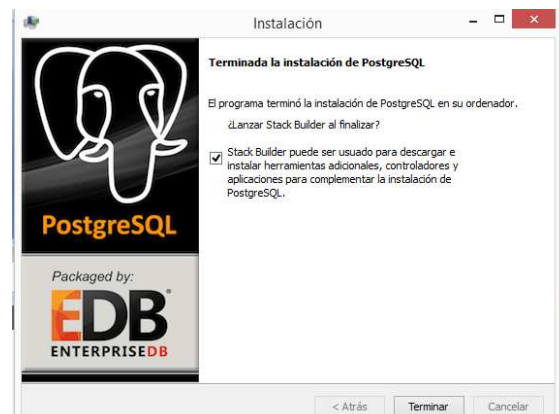 Instalación
Terminada la instalación de PostgreSQL
El programa terminó la instalación de PostgreSQL en su ordenador.
¿Lanzar Stack Builder al finalizar?
Stack Builder puede ser usado para descargar e
instalar herramientas adicionales, controladores y
aplicaciones para complementar la instalación de
PostgreSQL.
PostgreSQL
Packaged by:
EDB
ENTERPRISEDB
< Atrás
Terminar
Cancelar